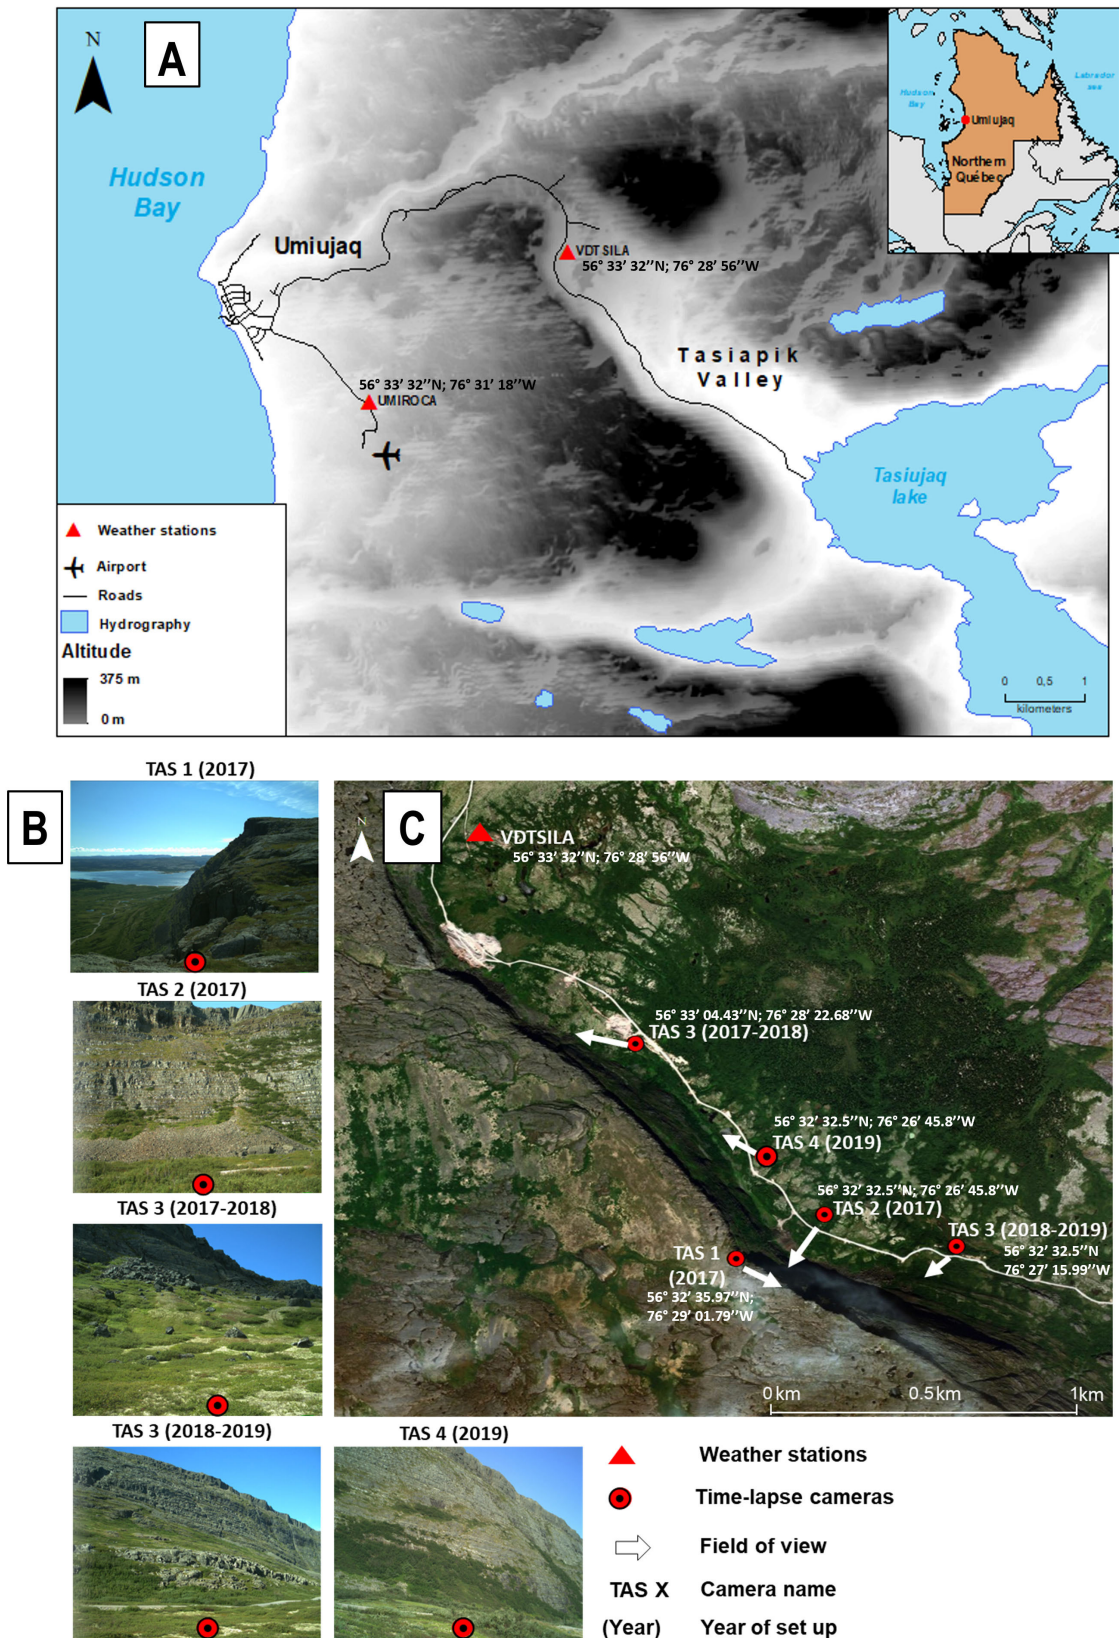 A
N
Hudson
Bay
Umiujaq
VDTSILA
56° 33’ 32’’N; 76° 28’ 56’’W
Tasiapik
Valley
56° 33’ 32’’N; 76° 31’ 18’’W
UMIROCA
Tasiujaq
lake
Hudson
Bay
Labrador
sea
Umiujaq
Northern
Québec
Weather stations
Airport
Roads
Hydrography
Altitude
375 m
0 m
0 0,5 1
kilometers
B
TAS 1 (2017)
TAS 2 (2017)
TAS 3 (2017-2018)
TAS 3 (2018-2019)
TAS 4 (2019)
C
N
VDTSILA
56° 33’ 32’’N; 76° 28’ 56’’W
56° 33’ 04.43’’N; 76° 28’ 22.68’’W
TAS 3 (2017-2018)
56° 32’ 32.5’’N; 76° 26’ 45.8’’W
TAS 4 (2019)
56° 32’ 32.5’’N; 76° 26’ 45.8’’W
TAS 2 (2017)
TAS 3 (2018-2019)
56° 32’ 32.5’’N
76° 27’ 15.99’’W
TAS 1
(2017)
56° 32’ 35.97’’N;
76° 29’ 01.79’’W
0 km 0.5 km 1km
Weather stations
Time-lapse cameras
Field of view
TAS X Camera name
(Year) Year of set up